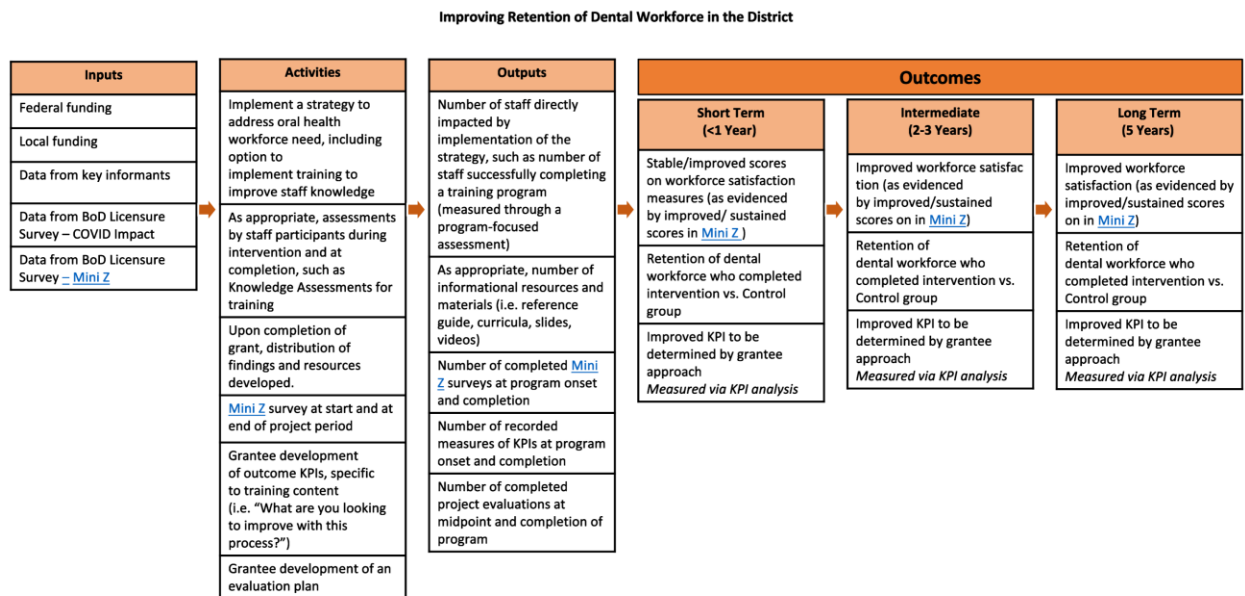 Improving Retention of Dental Workforce in the District
Inputs
Federal funding
Local funding
Data from key informants
Data from BoD Licensure
Survey – COVID Impact
Data from BoD Licensure
Survey – Mini Z
Activities
Implement a strategy to
address oral health
workforce need, including
option to
implement training to
improve staff knowledge
As appropriate, assessments
by staff participants during
intervention and at
completion, such as
Knowledge Assessments for
training
Upon completion of
grant, distribution of
findings and resources
developed.
Mini Z survey at start and at
end of project period
Grantee development
of outcome KPIs, specific
to training content
(i.e. “What are you looking
to improve with this
process?”)
Grantee development of an
evaluation plan
Outputs
Number of staff directly
impacted by
implementation of the
strategy, such as number of
staff successfully completing
a training program
(measured through a
program-focused
assessment)
As appropriate, number of
informational resources and
materials (i.e. reference
guide, curricula, slides,
videos)
Number of completed Mini
Z surveys at program onset
and completion
Number of recorded
measures of KPIs at program
onset and completion
Number of completed
project evaluations at
midpoint and completion of
program
Outcomes
Short Term
(<1 Year)
Stable/improved scores
on workforce satisfaction
measures (as evidenced
by improved/ sustained
scores in Mini Z )
Retention of dental
workforce who completed
intervention vs. Control
group
Improved KPI to be
determined by grantee
approach
Measured via KPI analysis
Intermediate
(2-3 Years)
Improved workforce satisfac
tion (as evidenced
by improved/sustained
scores on in Mini Z)
Retention of
dental workforce who
completed intervention vs.
Control group
Improved KPI to be
determined by grantee
approach
Measured via KPI analysis
Long Term
(5 Years)
Improved workforce
satisfaction (as evidenced by
improved/sustained scores
on in Mini Z)
Retention of
dental workforce who
completed intervention vs.
Control group
Improved KPI to be
determined by grantee
approach
Measured via KPI analysis